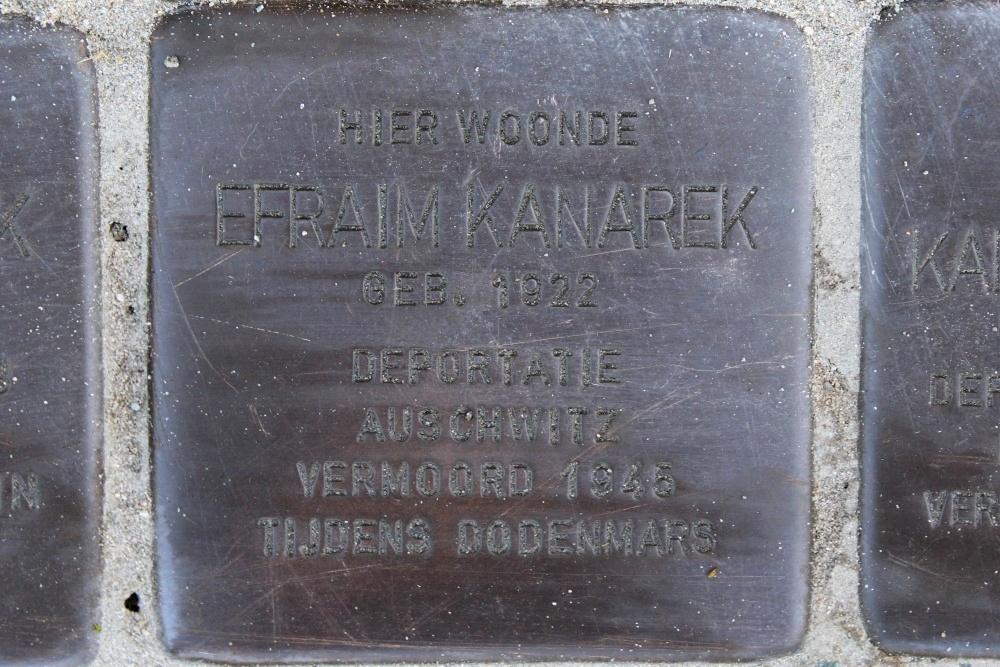 HIER WOONDE
EFRAIM KANAREK
GEB. 1922
DEPORTATIE
AUSCHWITZ
VERMOORD 1945
TIJDENS DODENMARS